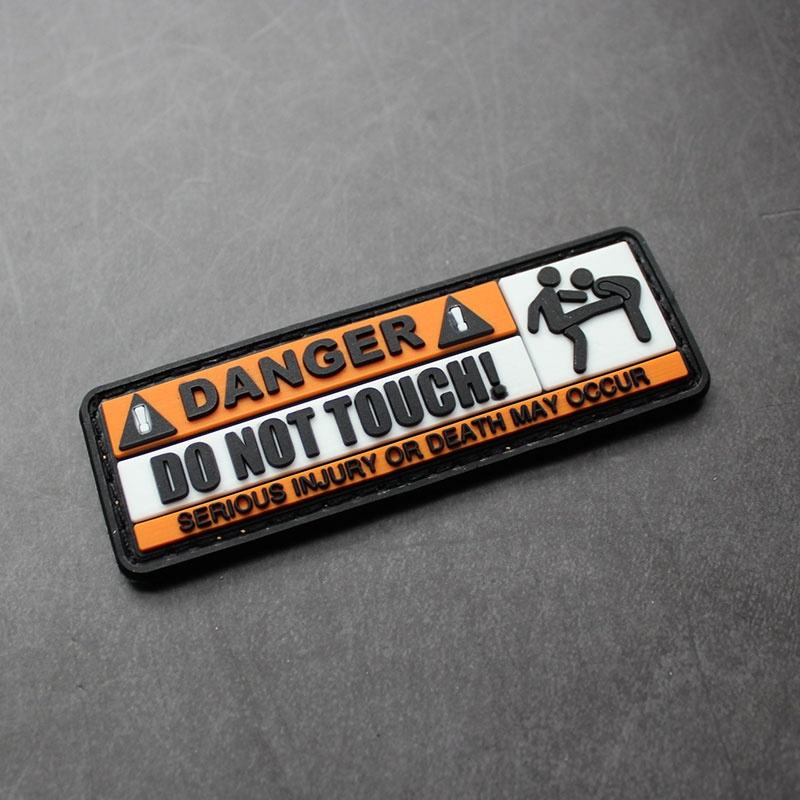 DANGER
DO NOT TOUCH!
SERIOUS INJURY OR DEATH MAY OCCUR